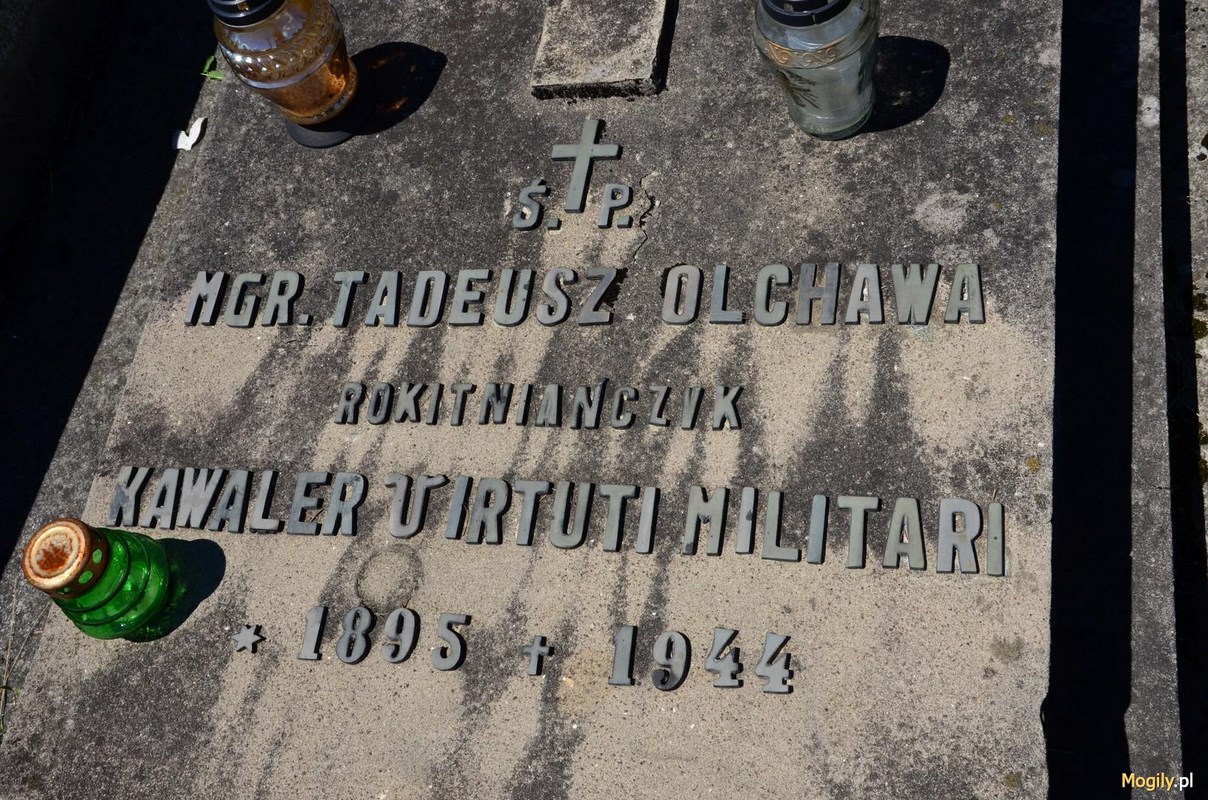 Ś. P.
MGR. TADEUSZ OLCHAWA
ROKITNIAŃCZYK
KAWALER VIRTUTI MILITARI
* 1895 † 1944
Mogily.pl